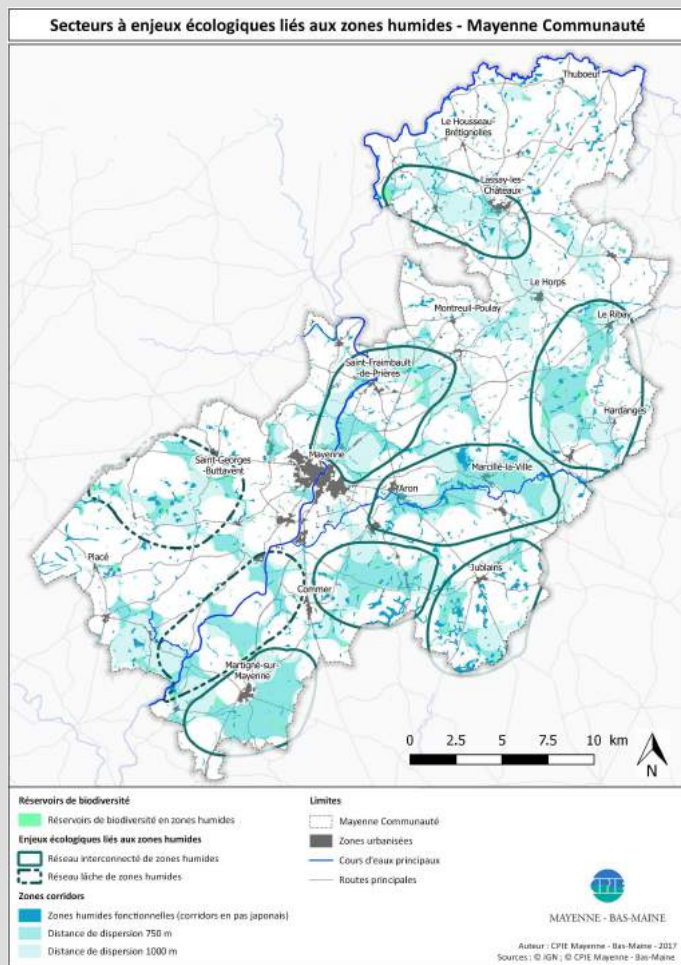 Secteurs à enjeux écologiques liés aux zones humides - Mayenne Communauté
Thuboeuf
Le Housseau-
Brétignolles
Lassay-les-
Châteaux
Le Horps
Montreuil-Poulay
Le Ribay
Saint-Fraimbault
-de-Prières
Hardanges
Saint-Georges-
Buttavent
Mayenne
Marcillé-la-Ville
Aron
Placé
Jublains
Commer
Martigné-sur-
Mayenne
0 2.5 5 7.5 10 km
N
Réservoirs de biodiversité
Réservoirs de biodiversité en zones humides
Enjeux écologiques liés aux zones humides
Réseau interconnecté de zones humides
Réseau lâche de zones humides
Zones corridors
Zones humides fonctionnelles (corridors en pas japonais)
Distance de dispersion 750 m
Distance de dispersion 1000 m
Limites
Mayenne Communauté
Zones urbanisées
Cours d'eaux principaux
Routes principales
CPIE
MAYENNE - BAS-MAINE
Auteur : CPIE Mayenne - Bas-Maine - 2017
Sources : © IGN ; © CPIE Mayenne - Bas-Maine